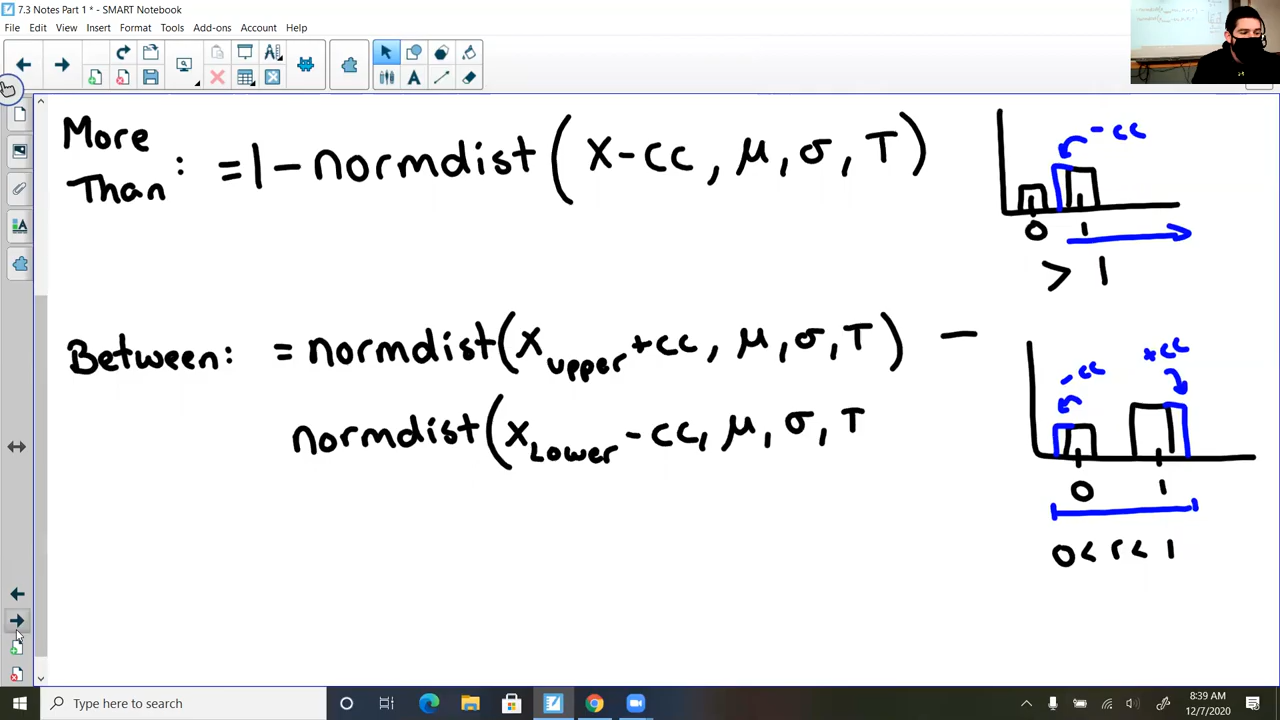 7.3 Notes Part 1 * - SMART Notebook
File Edit View Insert Format Tools Add-ons Account Help
More
Than : =1-normdist(x-cc, μ, σ, T)
-cc
0 1
> 1
Between: =normdist(x upper+cc, μ, σ, T) -
normdist(x Lower-cc, μ, σ, T
-cc +cc
0 1
0< r< 1
Type here to search
8:39 AM
12/7/2020